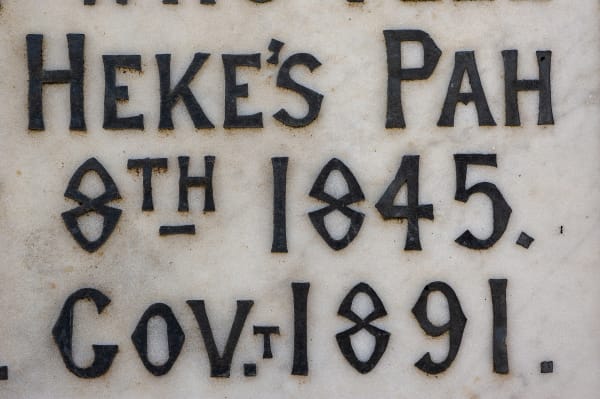 HEKE'S PAH
8TH 1845.
. GOV.T 1891.